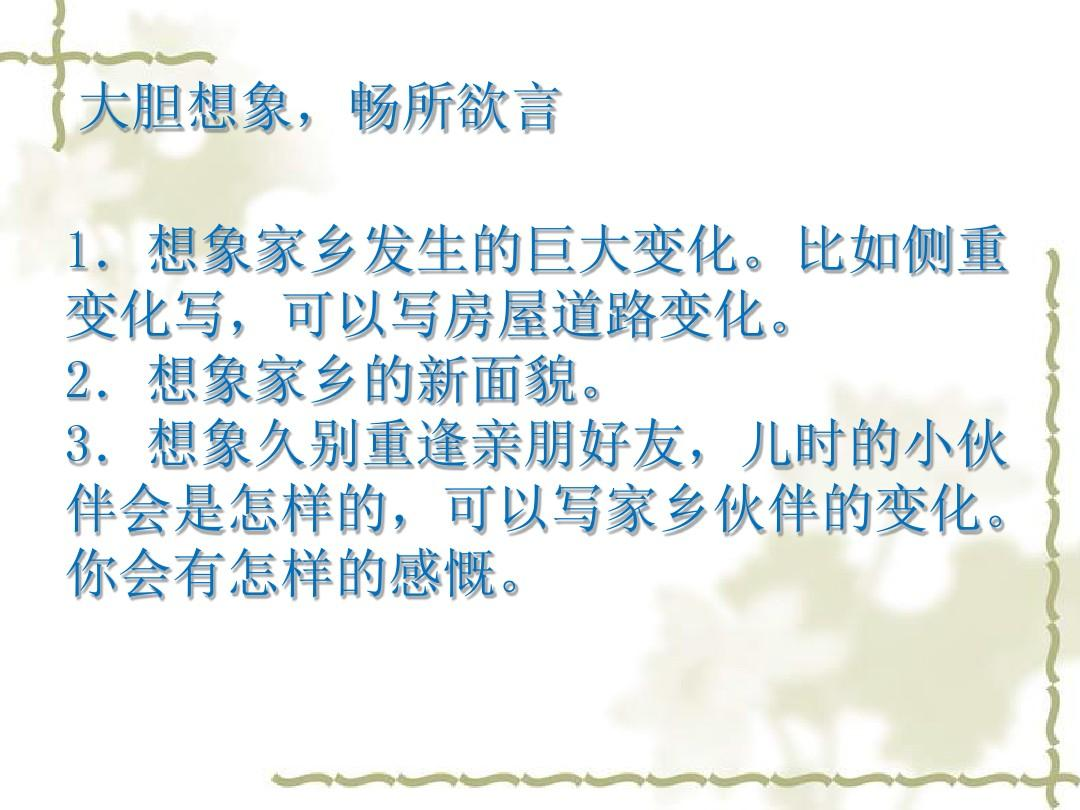 大胆想象，畅所欲言
1．想象家乡发生的巨大变化。比如侧重
变化写，可以写房屋道路变化。
2．想象家乡的新面貌。
3．想象久别重逢亲朋好友，儿时的小伙
伴会是怎样的，可以写家乡伙伴的变化。
你会有怎样的感慨。